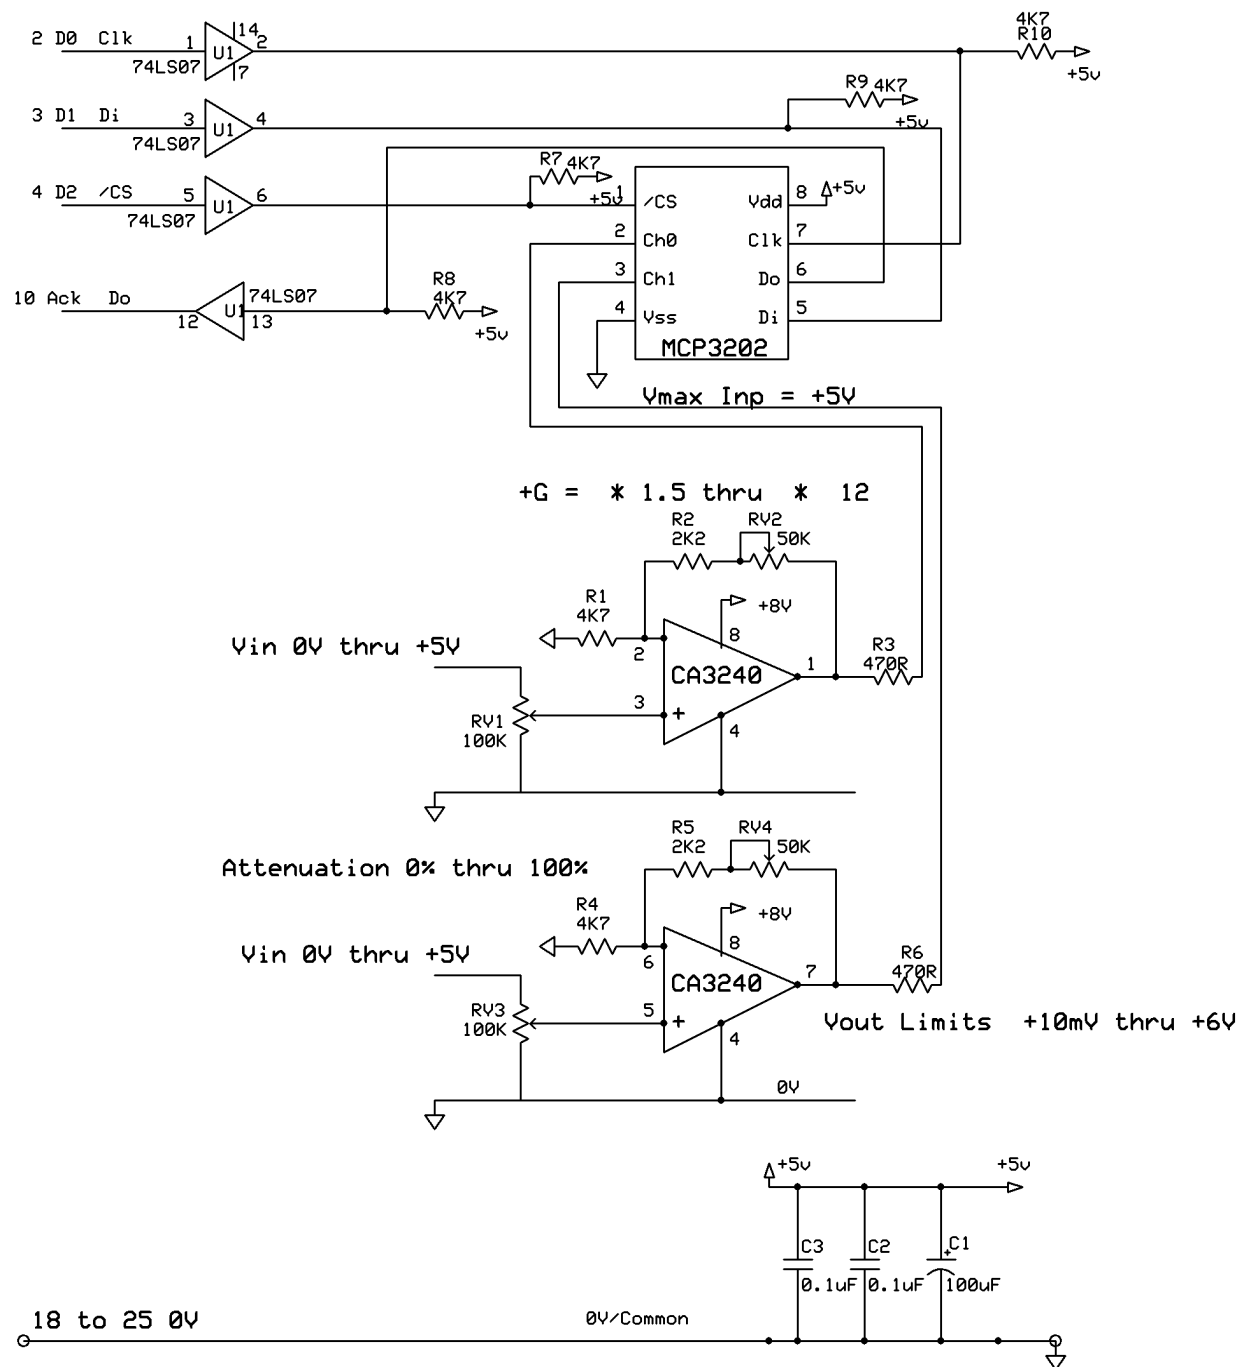 2 D0 Clk 1 U1 14 2 7 74LS07
4K7
R10
+5v
3 D1 Di 3 U1 4 74LS07
R9 4K7
+5v
4 D2 /CS 5 U1 6 74LS07
R7 4K7
+5v
1 /CS Vdd 8 +5v
2 Ch0 Clk 7
3 Ch1 Do 6
4 Vss Di 5
MCP3202
10 Ack Do 12 U1 13 74LS07
R8
4K7
+5v
Vmax Inp = +5V
+G = * 1.5 thru * 12
R2
2K2
RV2
50K
R1
4K7
+8V
8
2
CA3240
1
R3
470R
Vin 0V thru +5V
3
+
4
RV1
100K
R5
2K2
RV4
50K
Attenuation 0% thru 100%
R4
4K7
+8V
8
6
CA3240
7
R6
470R
Vin 0V thru +5V
5
+
4
RV3
100K
Vout Limits +10mV thru +6V
0V
+5v
+5v
C3
0.1uF
C2
0.1uF
+
C1
100uF
18 to 25 0V
0V/Common